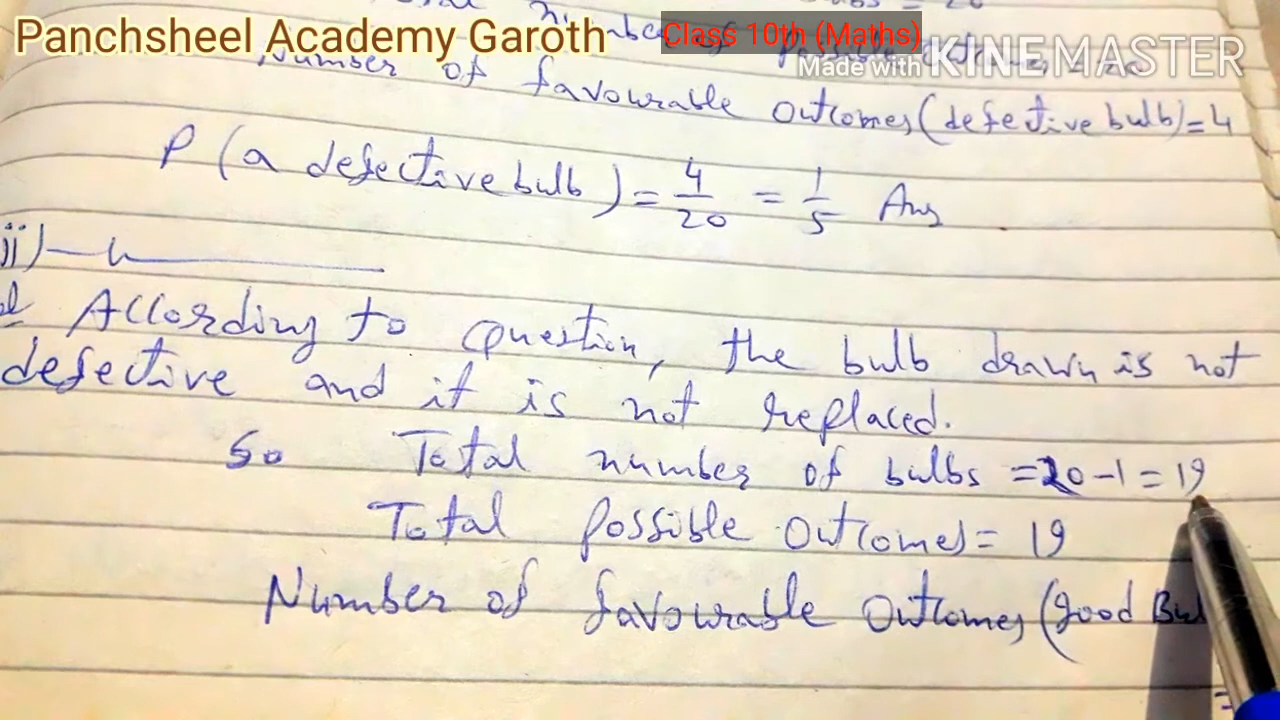 Panchsheel Academy Garoth
Class 10th (Maths)
Made with KINEMASTER
Number of favourable outcomes (defective bulb) = 4
P (a defective bulb) = 4/20 = 1/5 Ans
ii)
According to question, the bulb drawn is not
defective and it is not replaced.
So Total number of bulbs = 20 - 1 = 19
Total possible outcomes = 19
Number of favourable outcomes (good Bul
=